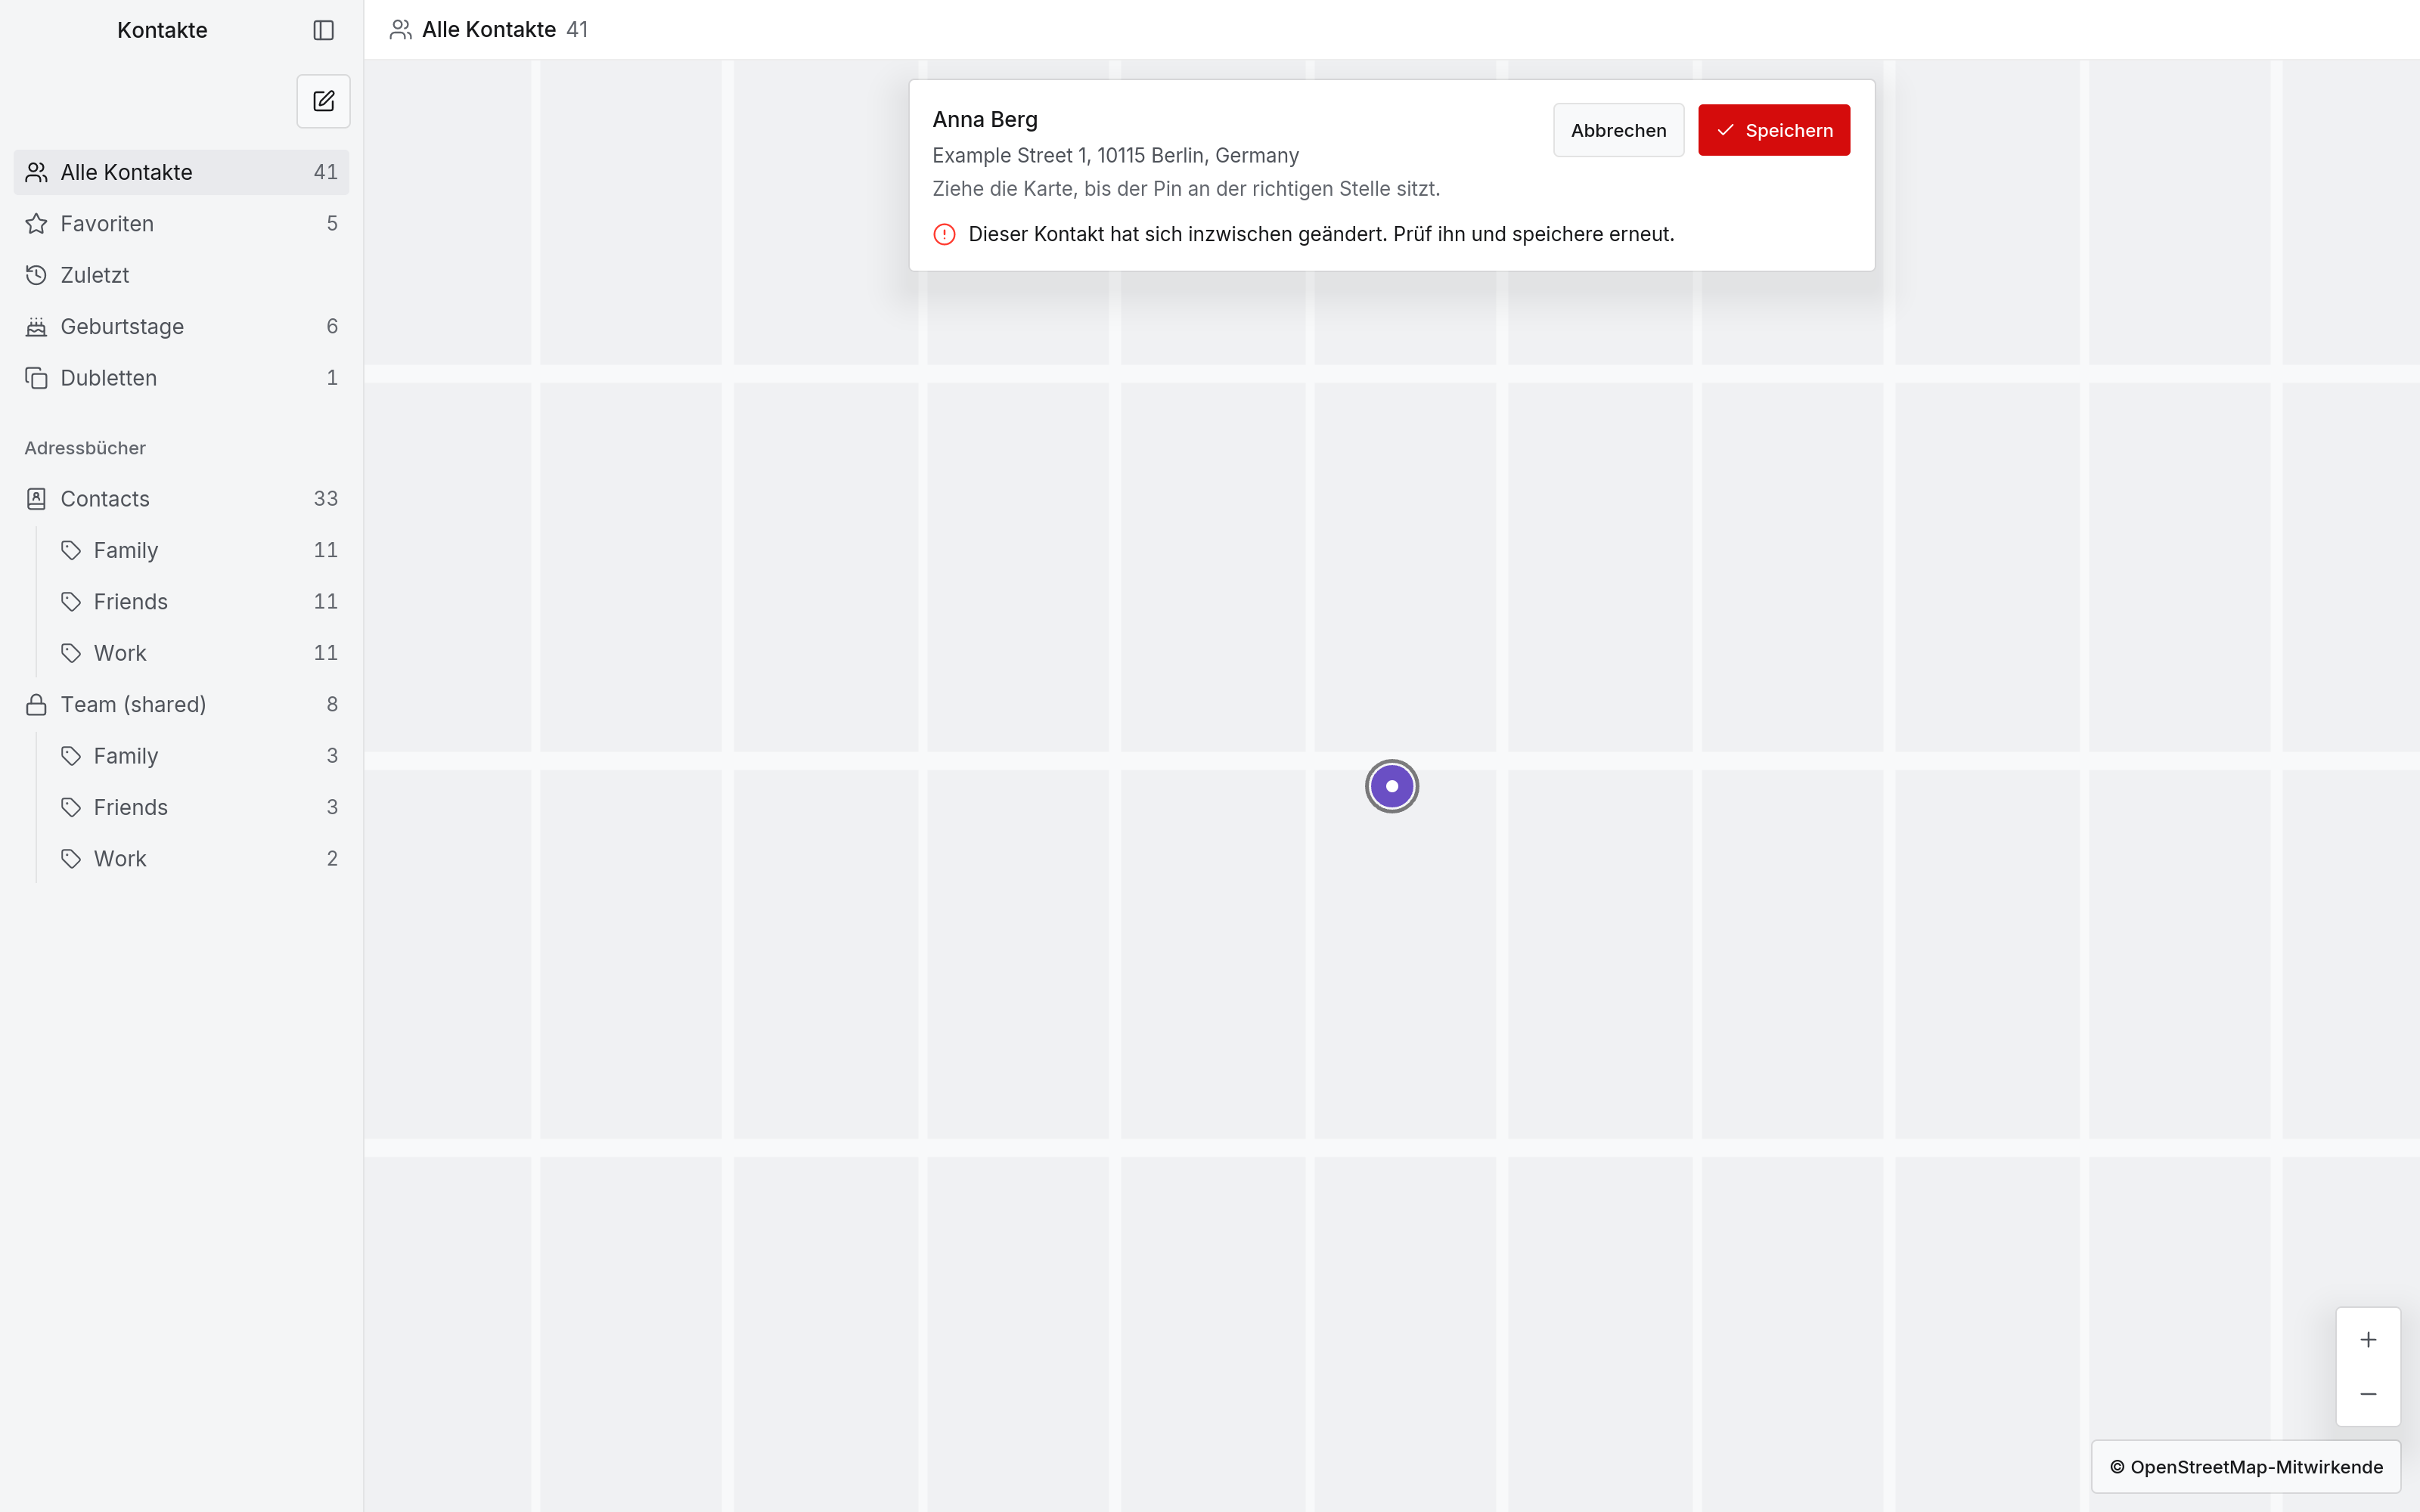 Kontakte
Alle Kontakte 41
Favoriten 5
Zuletzt
Geburtstage 6
Dubletten 1
Adressbücher
Contacts 33
Family 11
Friends 11
Work 11
Team (shared) 8
Family 3
Friends 3
Work 2
Alle Kontakte 41
Anna Berg
Example Street 1, 10115 Berlin, Germany
Ziehe die Karte, bis der Pin an der richtigen Stelle sitzt.
Dieser Kontakt hat sich inzwischen geändert. Prüf ihn und speichere erneut.
Abbrechen
Speichern
+
−
© OpenStreetMap-Mitwirkende